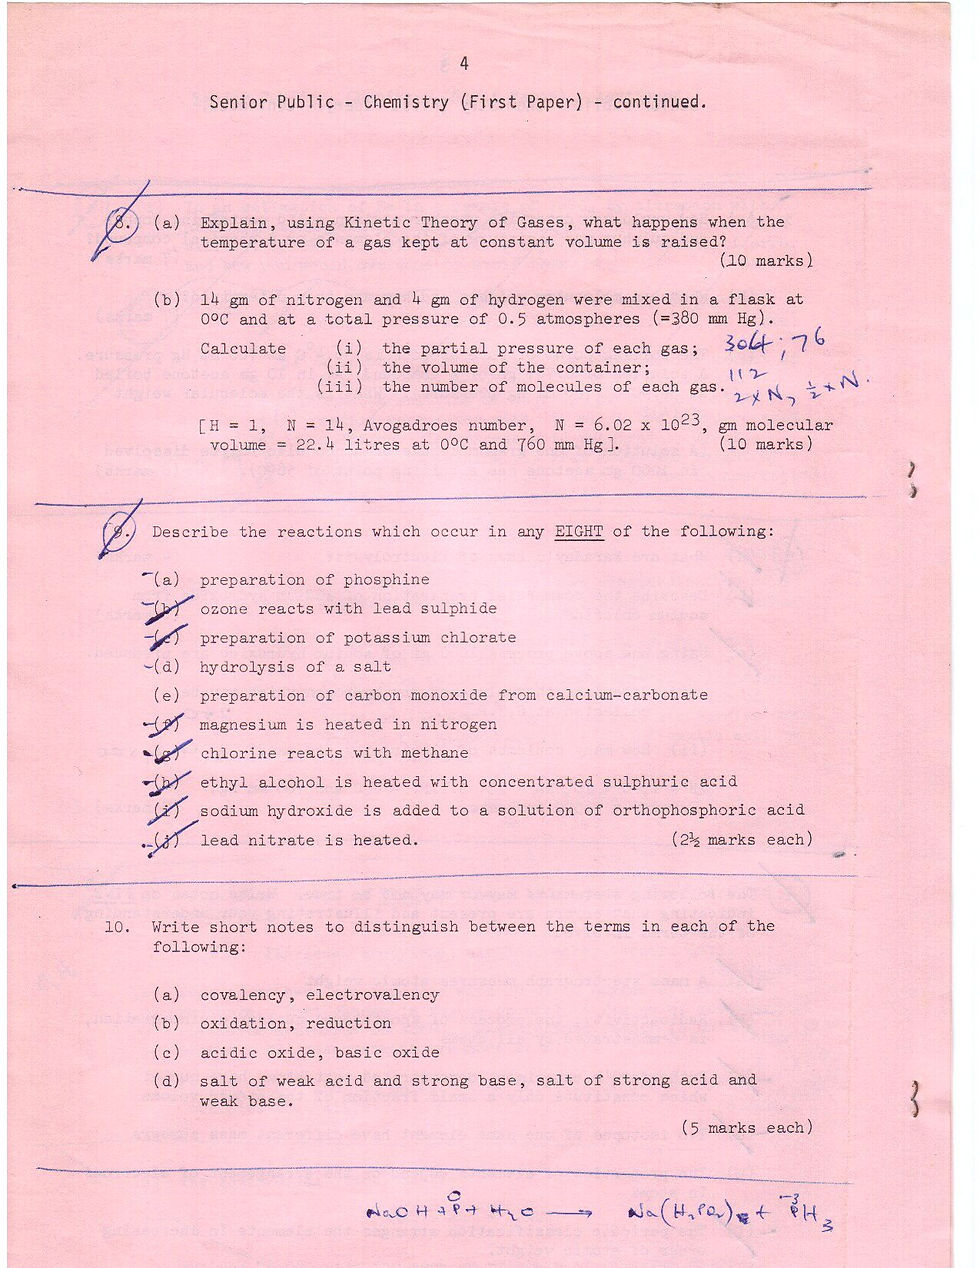 4
Senior Public - Chemistry (First Paper) - continued.
8. (a) Explain, using Kinetic Theory of Gases, what happens when the
temperature of a gas kept at constant volume is raised?
(10 marks)
(b) 14 gm of nitrogen and 4 gm of hydrogen were mixed in a flask at
0ºC and at a total pressure of 0.5 atmospheres (=380 mm Hg).
Calculate (i) the partial pressure of each gas; 304; 76
(ii) the volume of the container; 112
(iii) the number of molecules of each gas. 2 x N, ½ x N.
[H = 1, N = 14, Avogadroes number, N = 6.02 x 10²³, gm molecular
volume = 22.4 litres at 0ºC and 760 mm Hg]. (10 marks)
9. Describe the reactions which occur in any EIGHT of the following:
(a) preparation of phosphine
(b) ozone reacts with lead sulphide
(c) preparation of potassium chlorate
(d) hydrolysis of a salt
(e) preparation of carbon monoxide from calcium-carbonate
(f) magnesium is heated in nitrogen
(g) chlorine reacts with methane
(h) ethyl alcohol is heated with concentrated sulphuric acid
(i) sodium hydroxide is added to a solution of orthophosphoric acid
(j) lead nitrate is heated. (2½ marks each)
10. Write short notes to distinguish between the terms in each of the
following:
(a) covalency, electrovalency
(b) oxidation, reduction
(c) acidic oxide, basic oxide
(d) salt of weak acid and strong base, salt of strong acid and
weak base.
(5 marks each)
NaOH + P + H₂O → Na(H₂PO₂) + PH₃